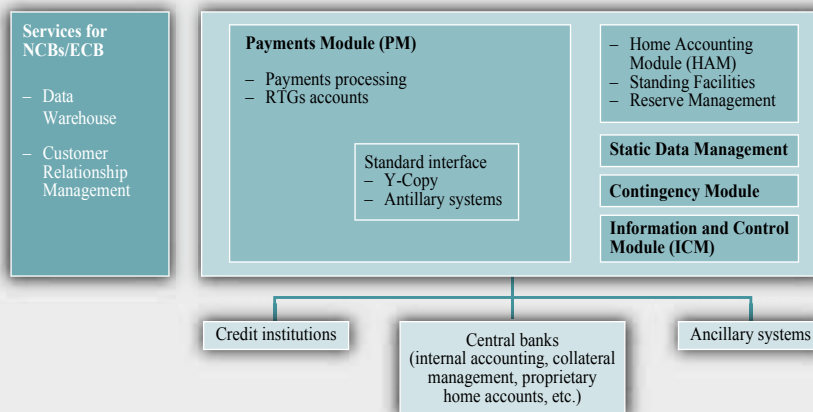 Services for
NCBs/ECB
– Data
Warehouse
– Customer
Relationship
Management
Payments Module (PM)
– Payments processing
– RTGs accounts
Standard interface
– Y-Copy
– Antillary systems
– Home Accounting
Module (HAM)
– Standing Facilities
– Reserve Management
Static Data Management
Contingency Module
Information and Control
Module (ICM)
Credit institutions
Central banks
(internal accounting, collateral
management, proprietary
home accounts, etc.)
Ancillary systems